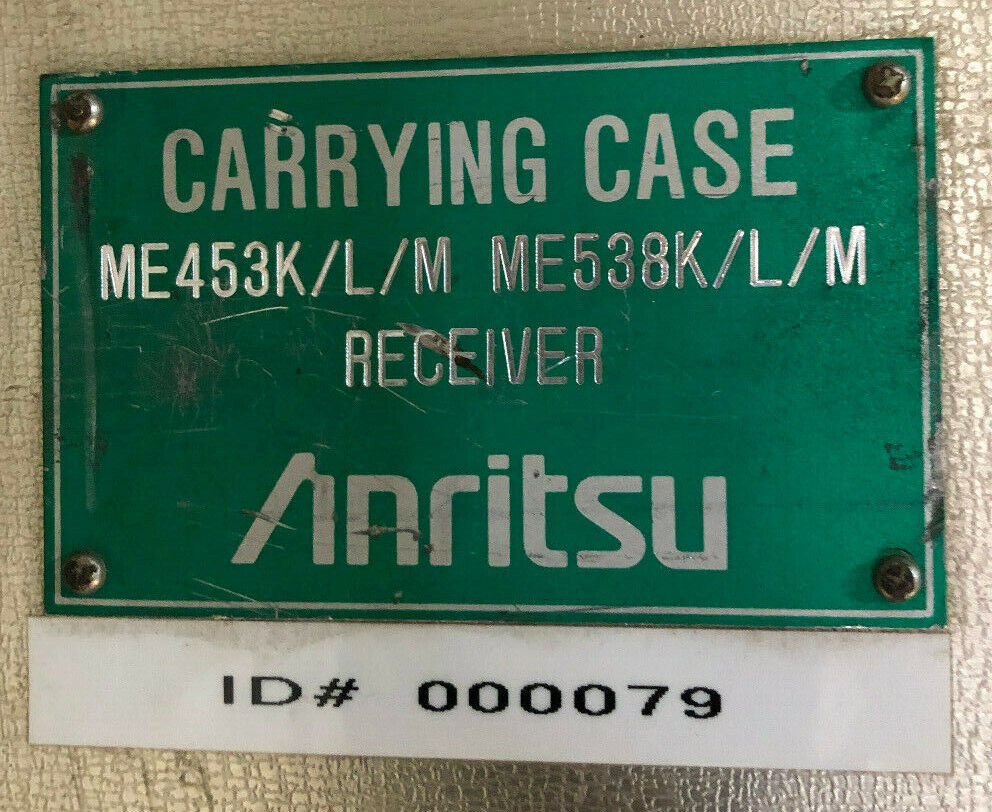 CARRYING CASE
ME453K/L/M ME538K/L/M
RECEIVER
Anritsu
ID# 000079